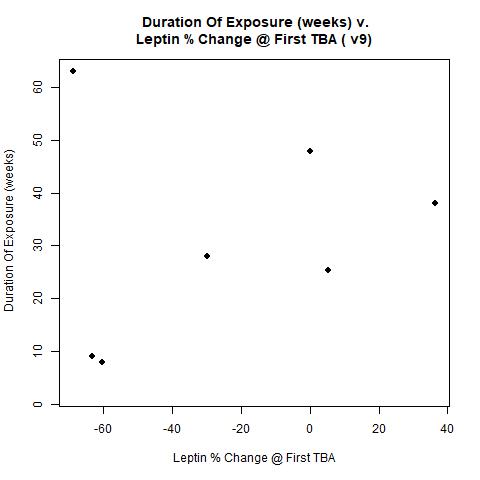 Duration Of Exposure (weeks) v.
Leptin % Change @ First TBA ( v9)
Duration Of Exposure (weeks)
60
50
40
30
20
10
0
-60 -40 -20 0 20 40
Leptin % Change @ First TBA